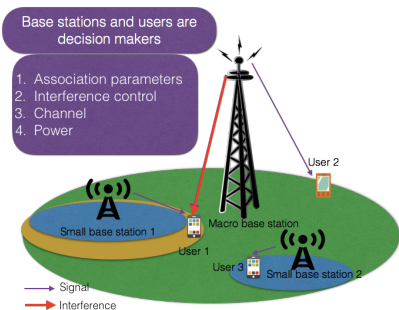 Base stations and users are
decision makers
1. Association parameters
2. Interference control
3. Channel
4. Power
User 2
Macro base station
Small base station 1
User 1
User 3
Small base station 2
Signal
Interference